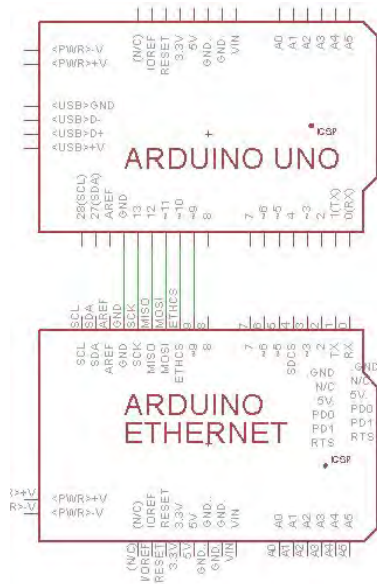 <PWR>-V
<PWR>+V
(N/C)
IOREF
RESET
3.3V
5V
GND.
GND.
VIN
A0
A1
A2
A3
A4
A5
<USB>GND
<USB>D-
<USB>D+
<USB>+V
ICSP
ARDUINO UNO
28(SCL)
27(SDA)
AREF
GND
13
12
~11
~10
~9
8
7
~6
~5
4
~3
2
1(TX)
0(RX)
SCL
SDA
AREF
GND
SCK
MISO
MOSI
ETHCS
9
8
7
6
5
4
3
2
1
0
SCL
SDA
AREF
GND
SCK
MISO
MOSI
ETHCS
~9
8
7
~6
~5
SDCS
~3
2
TX
RX
.GND
N/C
5V.
PD0
PD1
RTS
.GND
N/C
5V.
PD0
PD1
RTS
ARDUINO
ETHERNET
ICSP
R>+V
<PWR>+V
R>-V
<PWR>-V
(N/C)
IOREF
RESET
3.3V
5V
GND.
GND.
VIN
A0
A1
A2
A3
A4
A5
(N/C)
IOREF
RESET
3.3V
5V
GND.
GND.
VIN
A0
A1
A2
A3
A4
A5